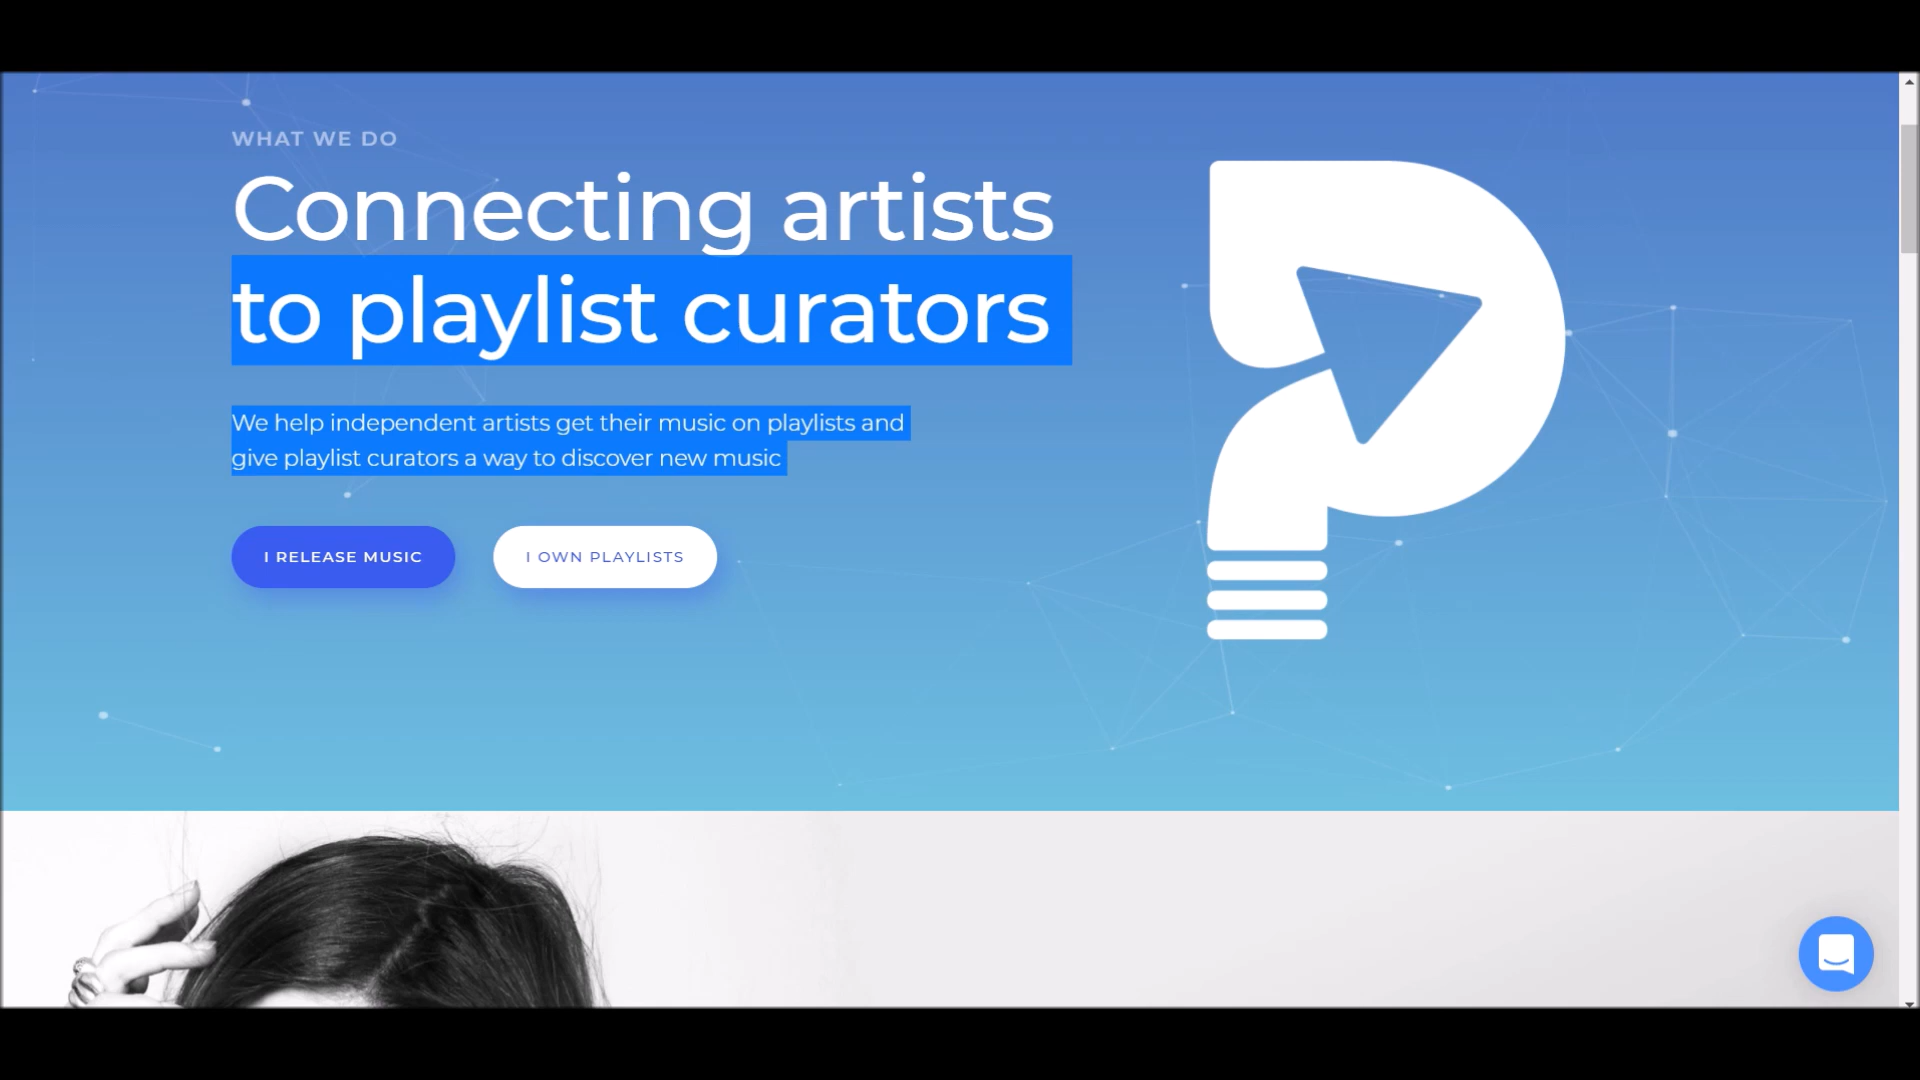 WHAT WE DO
Connecting artists
to playlist curators
We help independent artists get their music on playlists and
give playlist curators a way to discover new music
I RELEASE MUSIC
I OWN PLAYLISTS